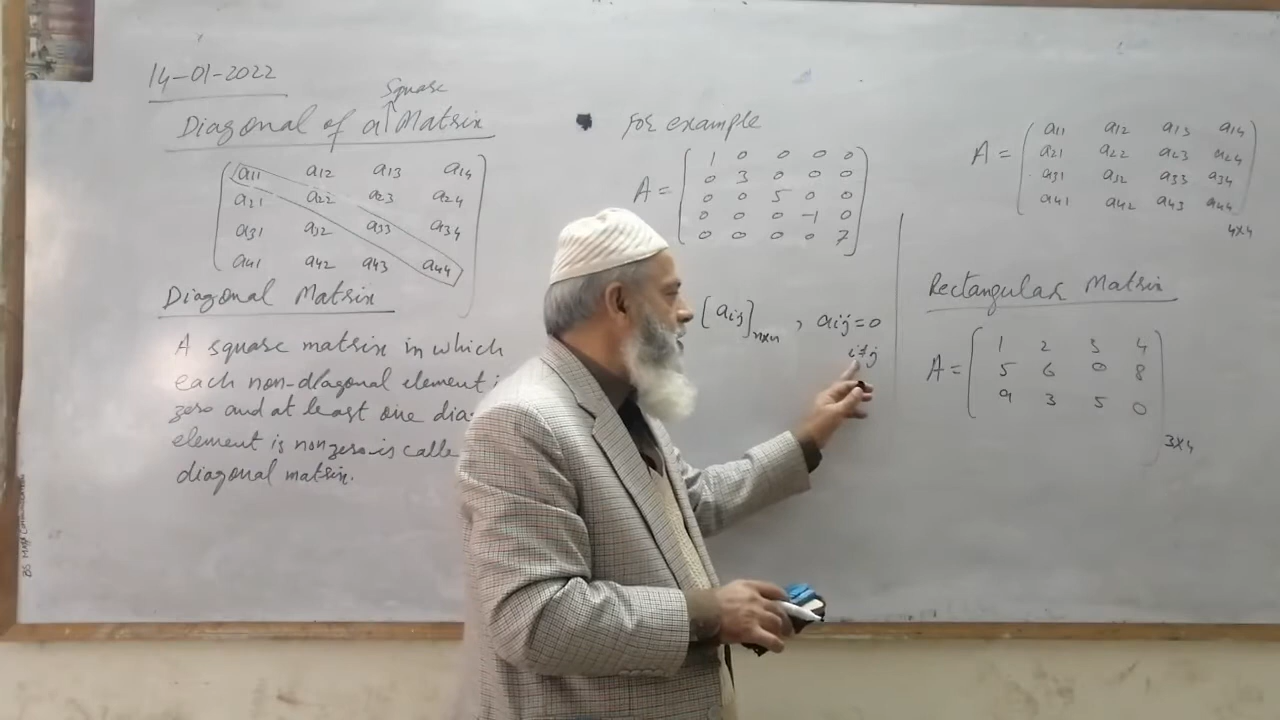 14-01-2022
Square
Diagonal of a Matrix
a11 a12 a13 a14
a21 a22 a23 a24
a31 a32 a33 a34
a41 a42 a43 a44
Diagonal Matrix
A square matrix in which
each non-diagonal element
zero and at least one dia
element is nonzero is calle
diagonal matrix.
For example
A =
1 0 0 0 0
0 3 0 0 0
0 0 5 0 0
0 0 0 -1 0
0 0 0 0 7
[aij]n×n , aij=0
i≠j
A =
a11 a12 a13 a14
a21 a22 a23 a24
a31 a32 a33 a34
a41 a42 a43 a44
4×4
Rectangular Matrix
A =
1 2 3 4
5 6 0 8
9 3 5 0
3×4